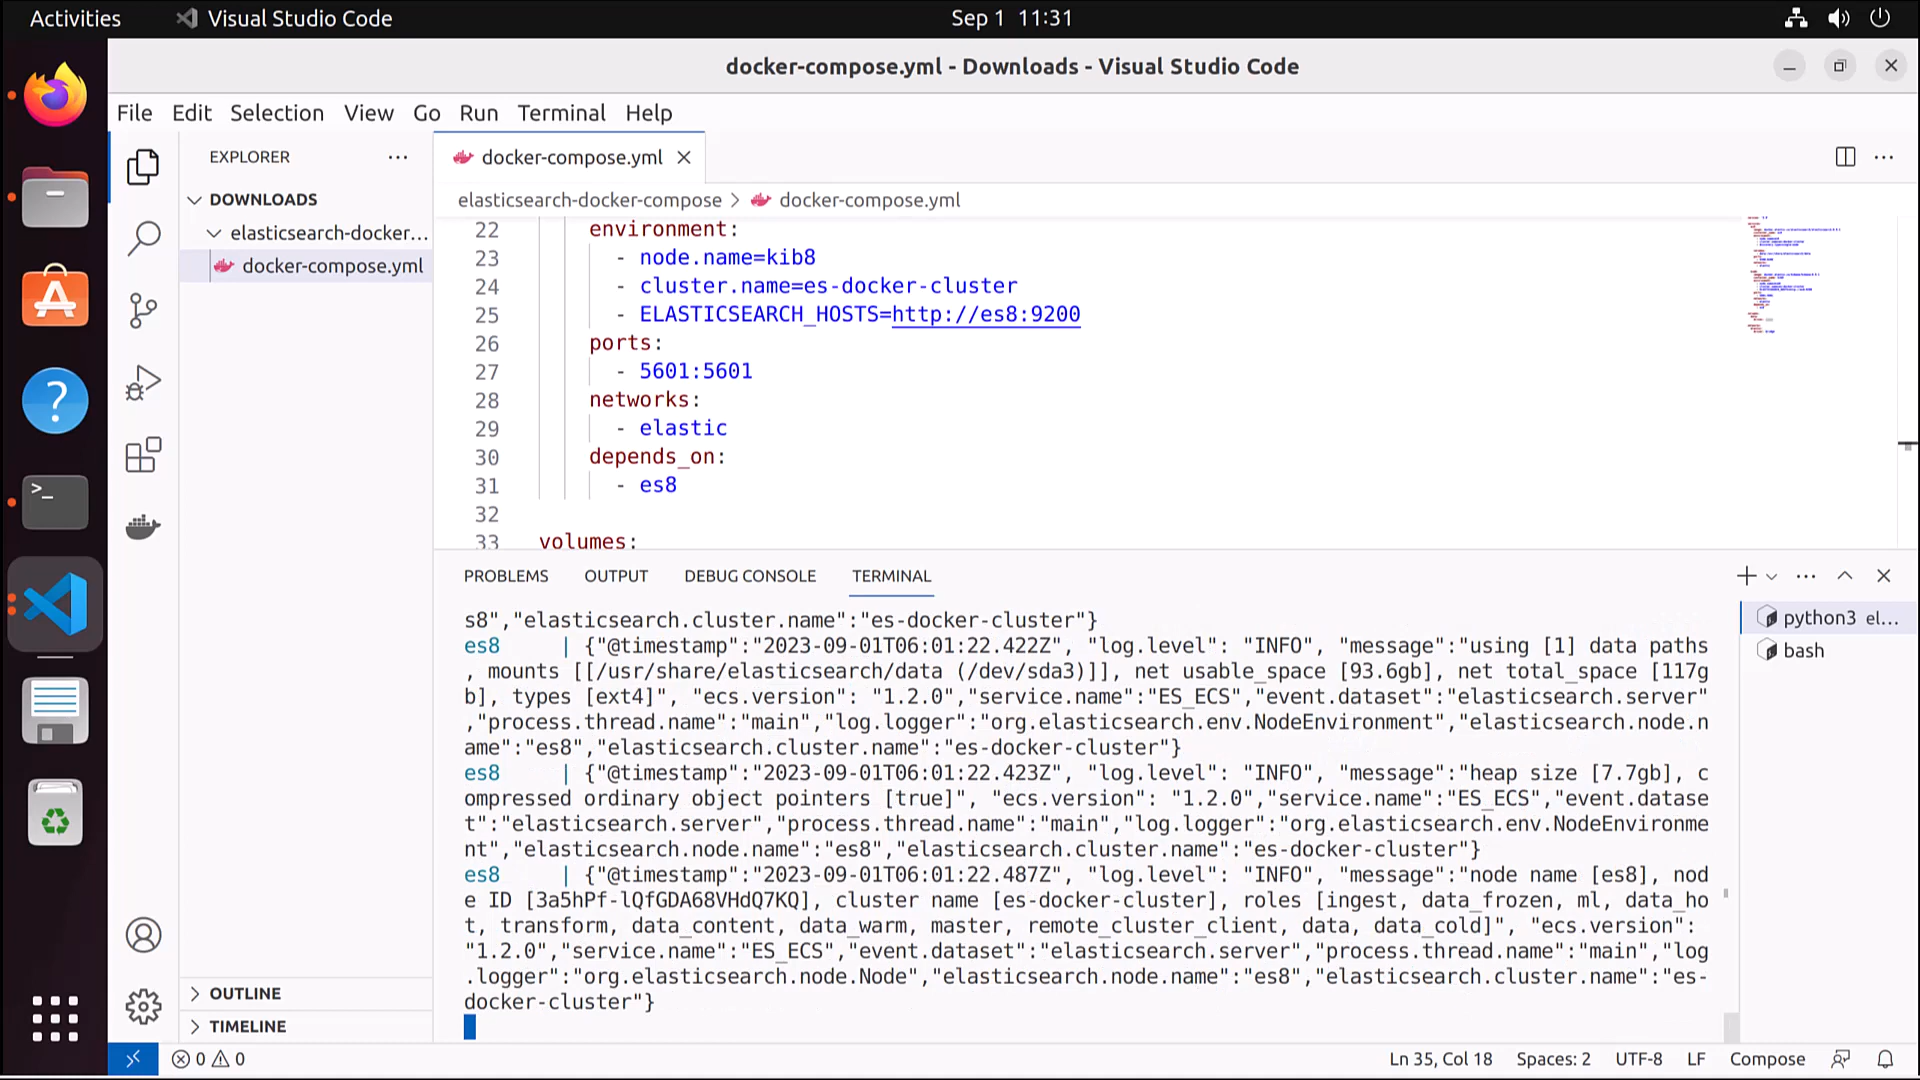 Activities
Visual Studio Code
Sep 1 11:31
docker-compose.yml - Downloads - Visual Studio Code
File Edit Selection View Go Run Terminal Help
EXPLORER
DOWNLOADS
elasticsearch-docker...
docker-compose.yml
docker-compose.yml
elasticsearch-docker-compose > docker-compose.yml
22 environment:
23 - node.name=kib8
24 - cluster.name=es-docker-cluster
25 - ELASTICSEARCH_HOSTS=http://es8:9200
26 ports:
27 - 5601:5601
28 networks:
29 - elastic
30 depends_on:
31 - es8
32
33 volumes:
PROBLEMS OUTPUT DEBUG CONSOLE TERMINAL
s8","elasticsearch.cluster.name":"es-docker-cluster"}
es8 | {"@timestamp":"2023-09-01T06:01:22.422Z", "log.level": "INFO", "message":"using [1] data paths
, mounts [[/usr/share/elasticsearch/data (/dev/sda3)]], net usable_space [93.6gb], net total_space [117g
b], types [ext4]", "ecs.version": "1.2.0","service.name":"ES_ECS","event.dataset":"elasticsearch.server"
,"process.thread.name":"main","log.logger":"org.elasticsearch.env.NodeEnvironment","elasticsearch.node.n
ame":"es8","elasticsearch.cluster.name":"es-docker-cluster"}
es8 | {"@timestamp":"2023-09-01T06:01:22.423Z", "log.level": "INFO", "message":"heap size [7.7gb], c
ompressed ordinary object pointers [true]", "ecs.version": "1.2.0","service.name":"ES_ECS","event.datase
t":"elasticsearch.server","process.thread.name":"main","log.logger":"org.elasticsearch.env.NodeEnvironme
nt","elasticsearch.node.name":"es8","elasticsearch.cluster.name":"es-docker-cluster"}
es8 | {"@timestamp":"2023-09-01T06:01:22.487Z", "log.level": "INFO", "message":"node name [es8], nod
e ID [3a5hPf-lQfGDA68VHdQ7KQ], cluster name [es-docker-cluster], roles [ingest, data_frozen, ml, data_ho
t, transform, data_content, data_warm, master, remote_cluster_client, data, data_cold]", "ecs.version":
"1.2.0","service.name":"ES_ECS","event.dataset":"elasticsearch.server","process.thread.name":"main","log
.logger":"org.elasticsearch.node.Node","elasticsearch.node.name":"es8","elasticsearch.cluster.name":"es-
docker-cluster"}
python3 el...
bash
OUTLINE
TIMELINE
0 0
Ln 35, Col 18 Spaces: 2 UTF-8 LF Compose